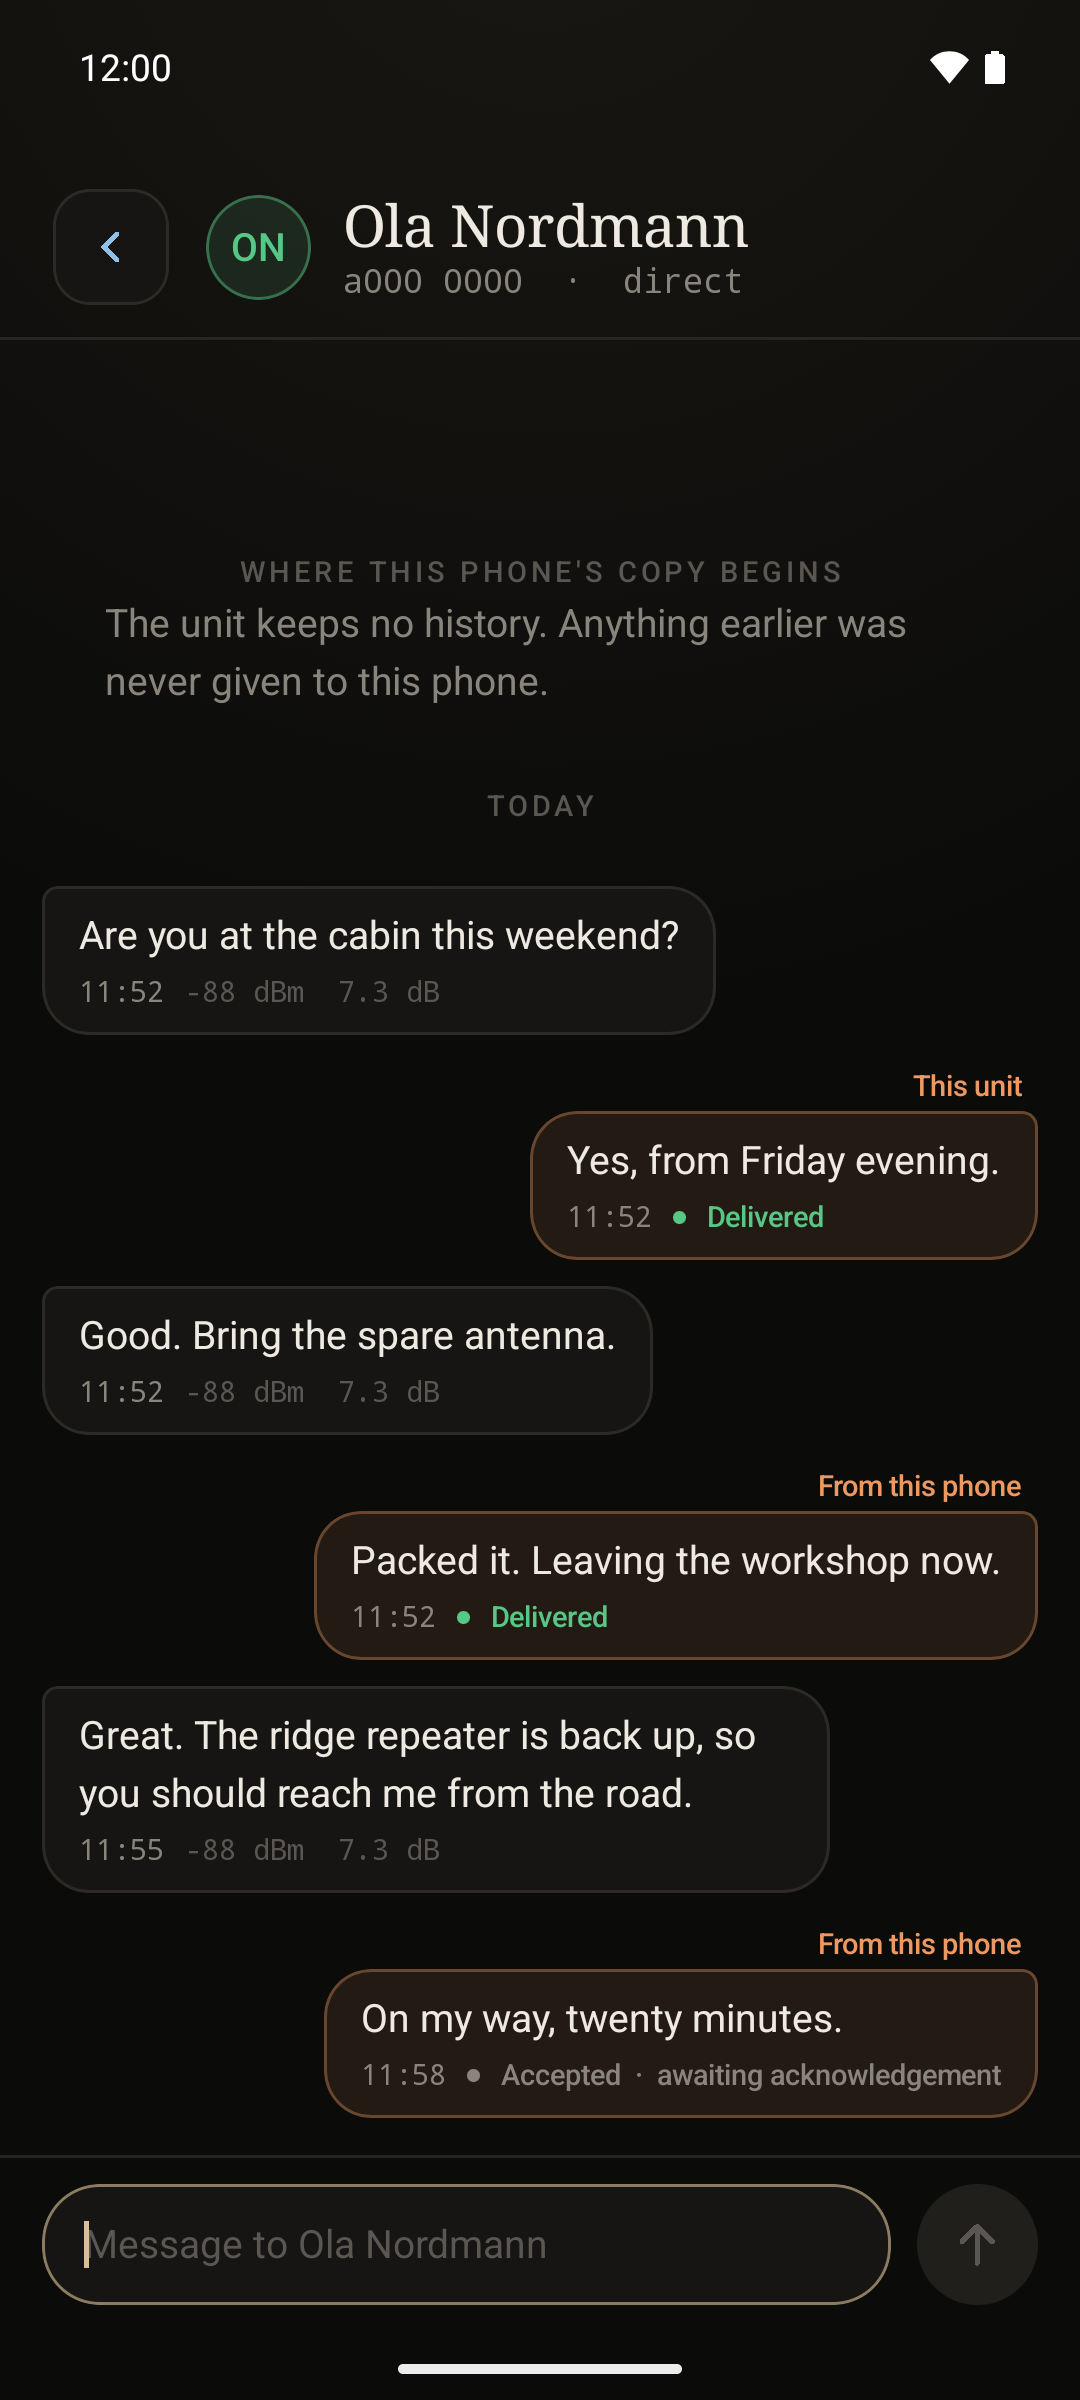 12:00
ON
Ola Nordmann
a000 0000 · direct
WHERE THIS PHONE'S COPY BEGINS
The unit keeps no history. Anything earlier was
never given to this phone.
TODAY
Are you at the cabin this weekend?
11:52 -88 dBm 7.3 dB
This unit
Yes, from Friday evening.
11:52 ● Delivered
Good. Bring the spare antenna.
11:52 -88 dBm 7.3 dB
From this phone
Packed it. Leaving the workshop now.
11:52 ● Delivered
Great. The ridge repeater is back up, so
you should reach me from the road.
11:55 -88 dBm 7.3 dB
From this phone
On my way, twenty minutes.
11:58 ● Accepted · awaiting acknowledgement
Message to Ola Nordmann